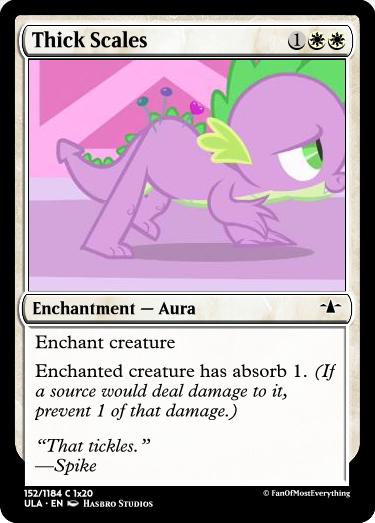 Thick Scales 1
Enchantment — Aura
Enchant creature
Enchanted creature has absorb 1. (If
a source would deal damage to it,
prevent 1 of that damage.)
“That tickles.”
—Spike
152/1184 C 1x20
ULA • EN HASBRO STUDIOS
© FanOfMostEverything